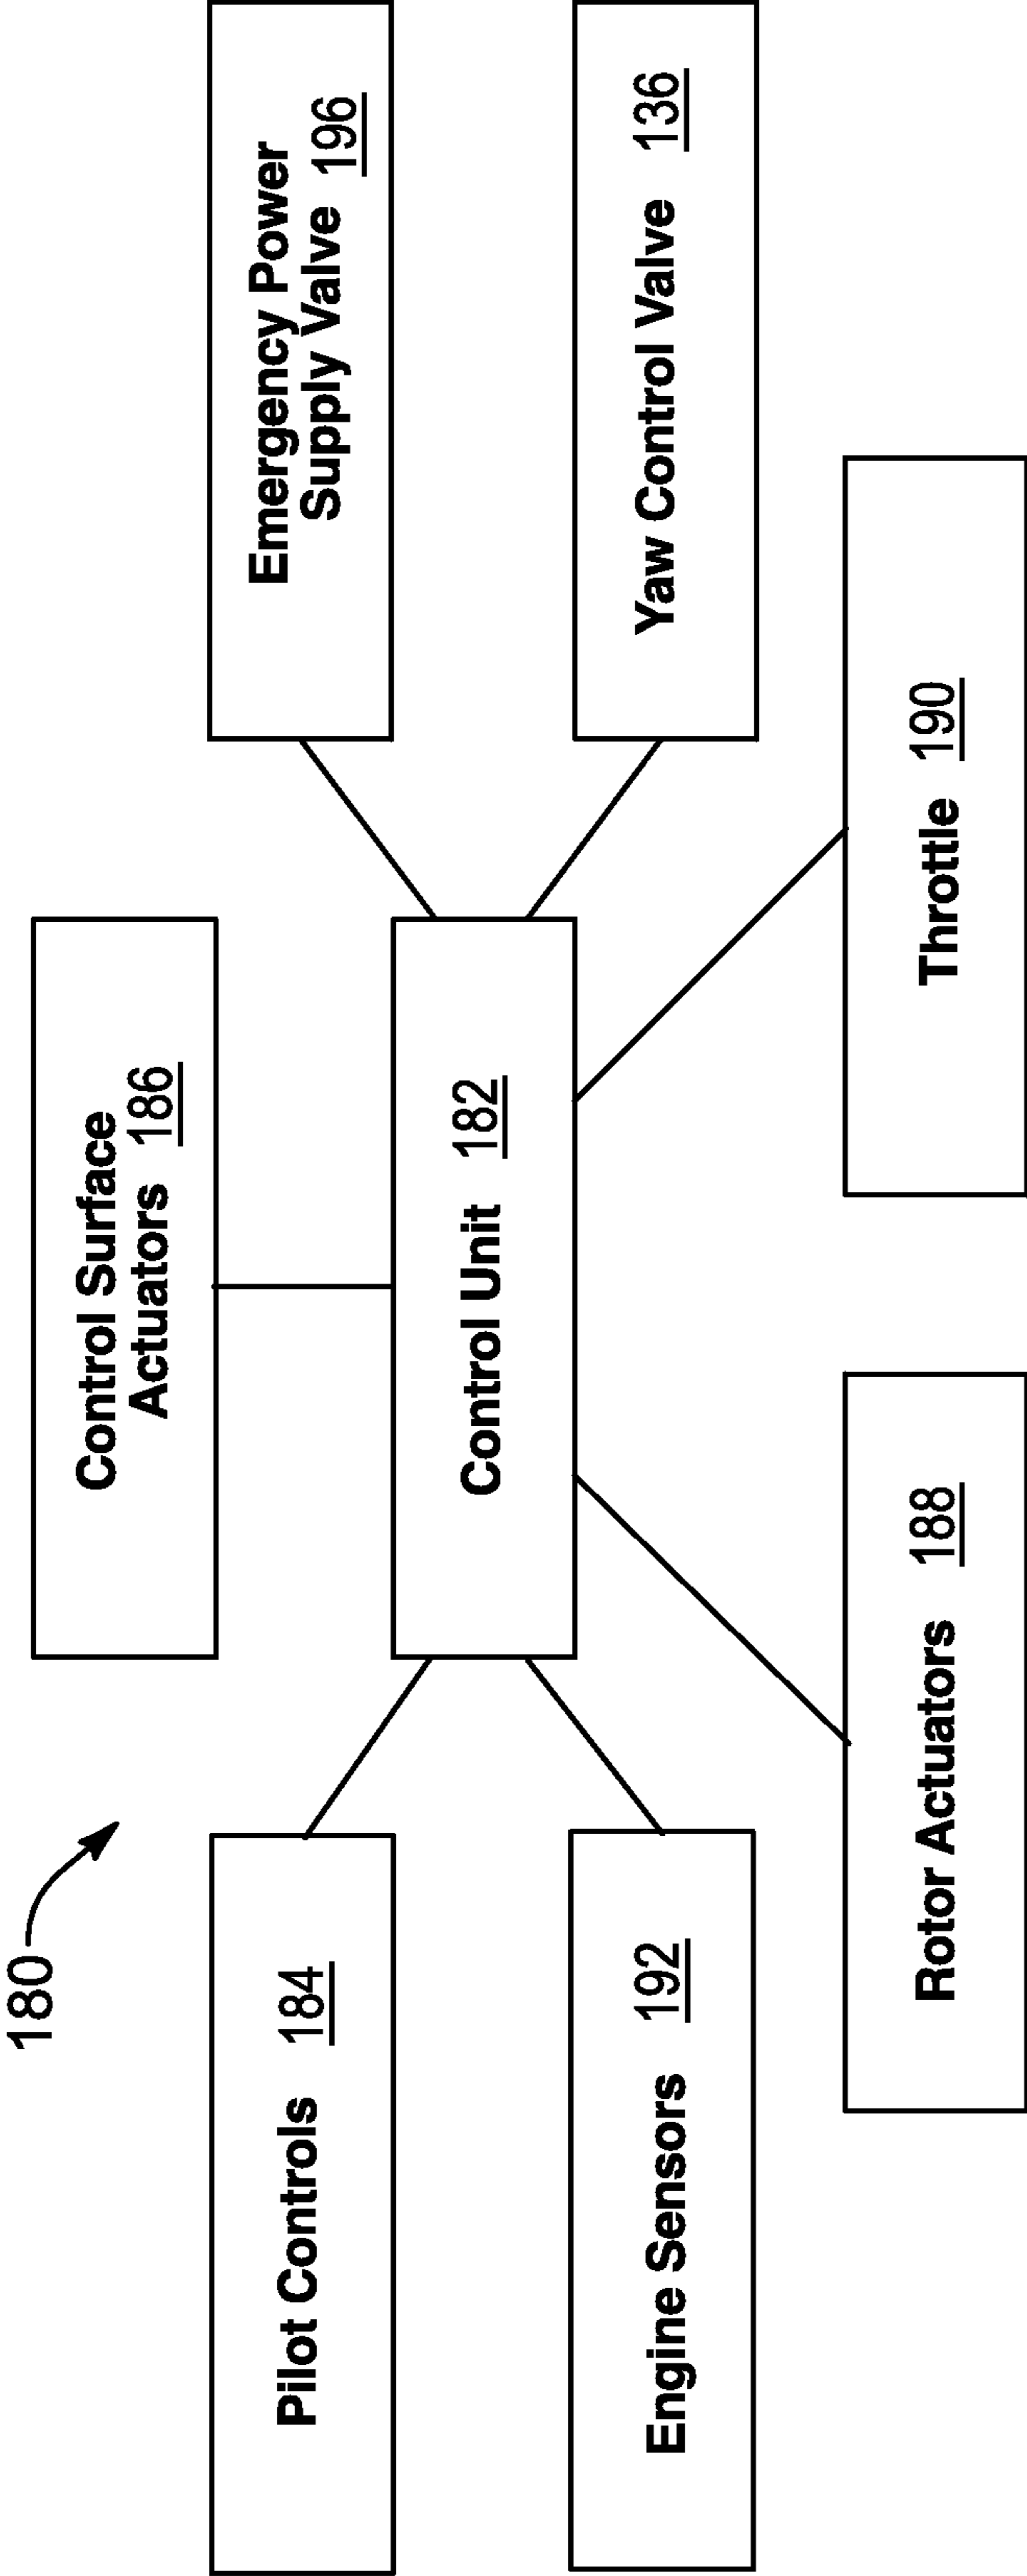 180
Control Surface
Actuators 186
Pilot Controls 184
Emergency Power
Supply Valve 196
Control Unit 182
Engine Sensors 192
Yaw Control Valve 136
Rotor Actuators 188
Throttle 190